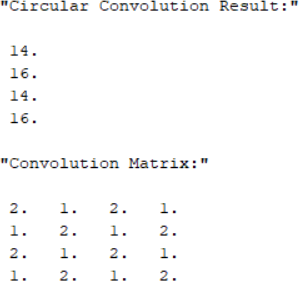 "Circular Convolution Result:"
14.
16.
14.
16.
"Convolution Matrix:"
2. 1. 2. 1.
1. 2. 1. 2.
2. 1. 2. 1.
1. 2. 1. 2.